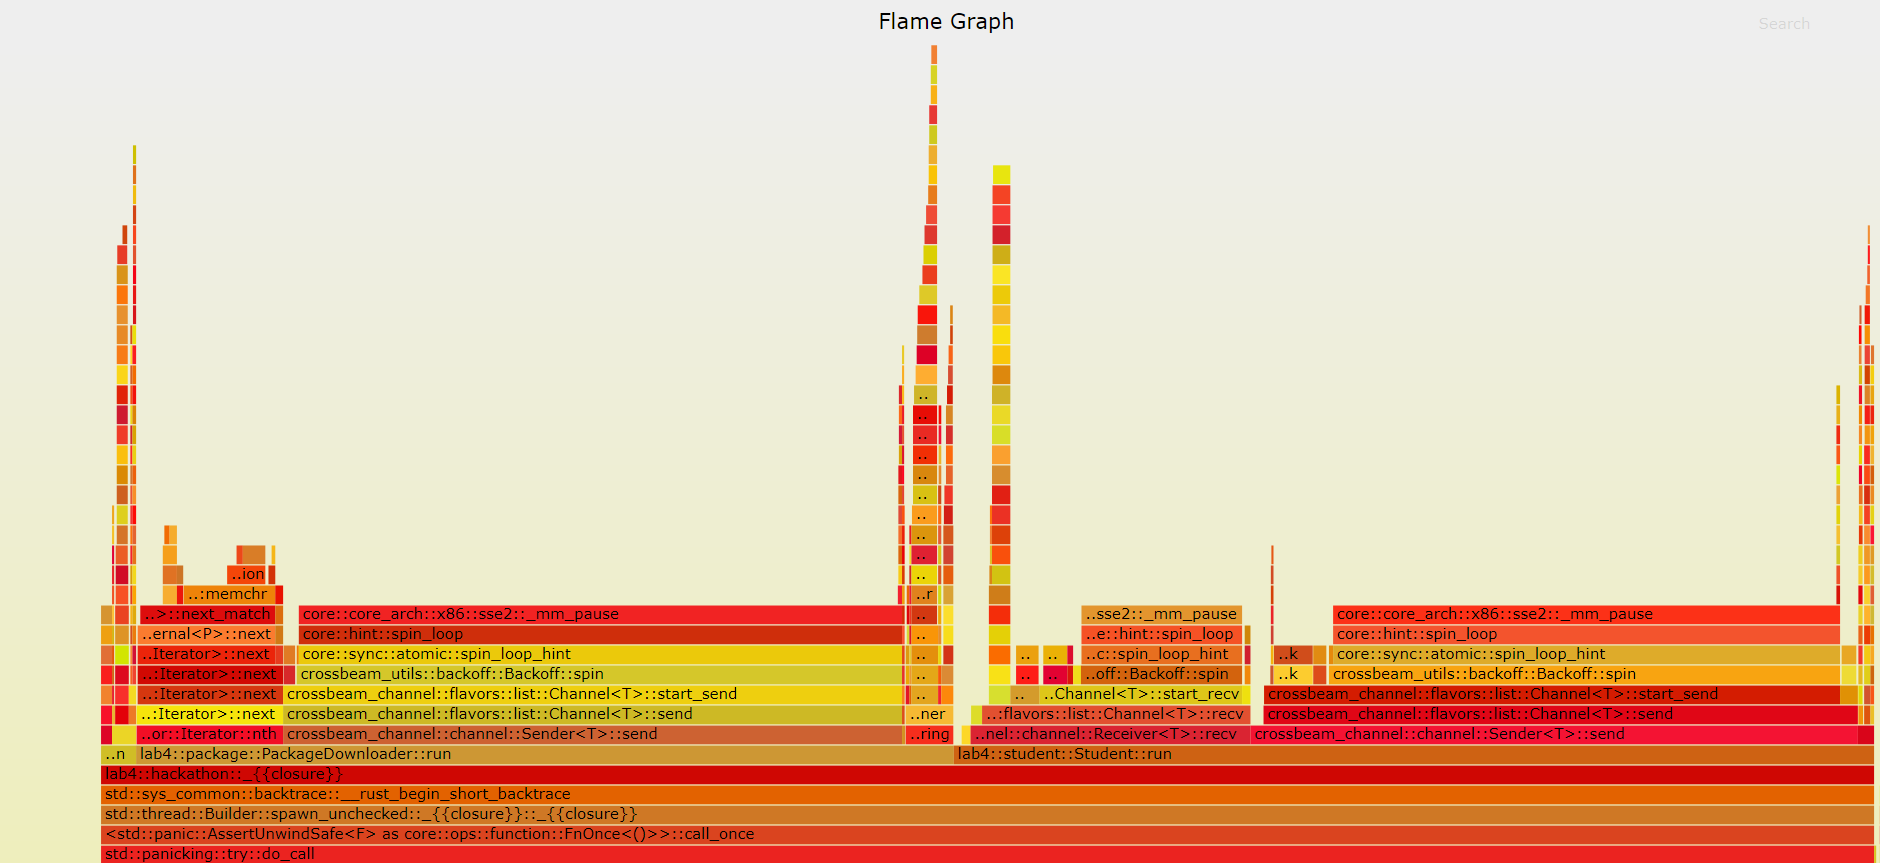 Flame Graph
Search
..
..
..
..
..
..
..
..
..
..ion
..
..:memchr
..r
..>::next_match
core::core_arch::x86::sse2::_mm_pause
..
..sse2::_mm_pause
core::core_arch::x86::sse2::_mm_pause
..ernal<P>::next
core::hint::spin_loop
..
..e::hint::spin_loop
core::hint::spin_loop
..Iterator>::next
core::sync::atomic::spin_loop_hint
..
..
..
..c::spin_loop_hint
..k
core::sync::atomic::spin_loop_hint
..:Iterator>::next
crossbeam_utils::backoff::Backoff::spin
..
..
..
..off::Backoff::spin
..k
crossbeam_utils::backoff::Backoff::spin
..:Iterator>::next
crossbeam_channel::flavors::list::Channel<T>::start_send
..
..
..Channel<T>::start_recv
crossbeam_channel::flavors::list::Channel<T>::start_send
..:Iterator>::next
crossbeam_channel::flavors::list::Channel<T>::send
..ner
..:flavors::list::Channel<T>::recv
crossbeam_channel::flavors::list::Channel<T>::send
..or::Iterator::nth
crossbeam_channel::channel::Sender<T>::send
..ring
..nel::channel::Receiver<T>::recv
crossbeam_channel::channel::Sender<T>::send
..n
lab4::package::PackageDownloader::run
lab4::student::Student::run
lab4::hackathon::_{{closure}}
std::sys_common::backtrace::__rust_begin_short_backtrace
std::thread::Builder::spawn_unchecked::_{{closure}}::_{{closure}}
<std::panic::AssertUnwindSafe<F> as core::ops::function::FnOnce<()>>::call_once
std::panicking::try::do_call